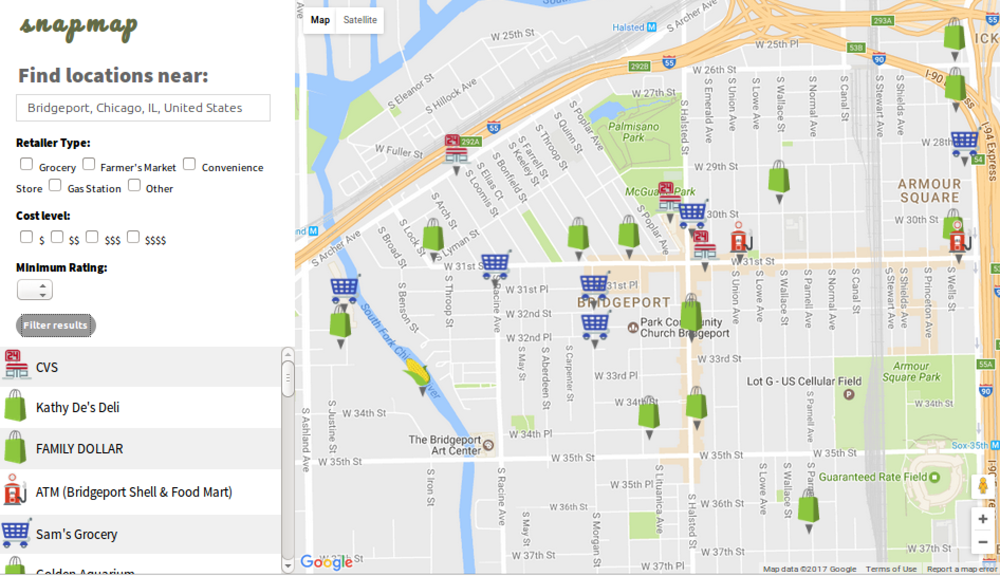 snapmap
Find locations near:
Bridgeport, Chicago, IL, United States
Retailer Type:
Grocery Farmer's Market Convenience
Store Gas Station Other
Cost level:
$ $$ $$$ $$$$
Minimum Rating:
Filter results
CVS
Kathy De's Deli
FAMILY DOLLAR
ATM (Bridgeport Shell & Food Mart)
Sam's Grocery
Golden Aquarium
Map Satellite
Ave
Halsted M
S Archer Ave
293A
55
W 25th St
W 25th Pl
53B
90
292B
55
W 26th St
I-90
S Eleanor St
S Hillock Ave
W 27th St
S Poplar Ave
S Quinn St
S Throop St
S Farrell St
S Keeley St
S Bonfield St
S Elias Ct
S Loomis St
S Arch St
S Lock St
S Broad St
S Lyman St
S Halsted St
S Emerald Ave
S Union Ave
S Lowe Ave
S Wallace St
S Normal Ave
S Canal St
S Stewart Ave
S Shields Ave
Palmisano
Park
55
24
292A
W Fuller St
W 28th
54
I-94 Express
W 29th St
24
Park
ARMOUR
SQUARE
30th St
W 30th St
S Poplar Ave
24
S Archer Ave
W 31st S
W 31st St
W 31st Pl
31st Pl
BRIDGEPORT
S Benson St
S Throop St
Racine Ave
S Union Ave
S Lowe Ave
S Wallace St
S Parnell Ave
S Normal Ave
S Canal St
S Stewart Ave
S Shields Ave
S Princeton Ave
S Wells St
W 32nd St
Park
Church Bridgeport
W 32nd Pl
South Fork
S May St
S Aberdeen St
S Carpenter St
W 33rd St
W 33rd Pl
Armour
Square Park
55A
Lot G - US Cellular Field
P
90
S Parnell Ave
W 34th St
W 34th St
W 34th St
S Ashland Ave
S Justine St
W 34th Pl
The Bridgeport
Art Center
Sox-35th M
W 35th St
W 35th St
W 35th St
W 35th St
S Iron St
S Racine Ave
S Lituanica Ave
S Lowe Ave
S Wallace St
Guaranteed Rate Field
W 35th Pl
W 36th St
W 36th St
S May St
S Morgan St
S Halsted St
W 37th St
W 37th St
W 37th St
W 37th Pl
+
−
Google
Map data ©2017 Google Terms of Use Report a map error